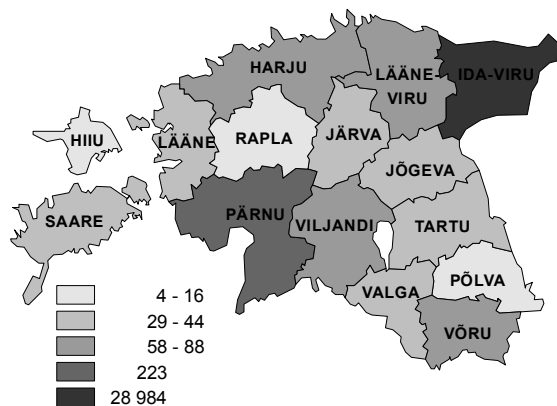 HARJU
LÄÄNE-
VIRU
IDA-VIRU
HIIU
LÄÄNE
RAPLA
JÄRVA
JÕGEVA
SAARE
PÄRNU
VILJANDI
TARTU
VALGA
PÕLVA
VÕRU
4 - 16
29 - 44
58 - 88
223
28 984